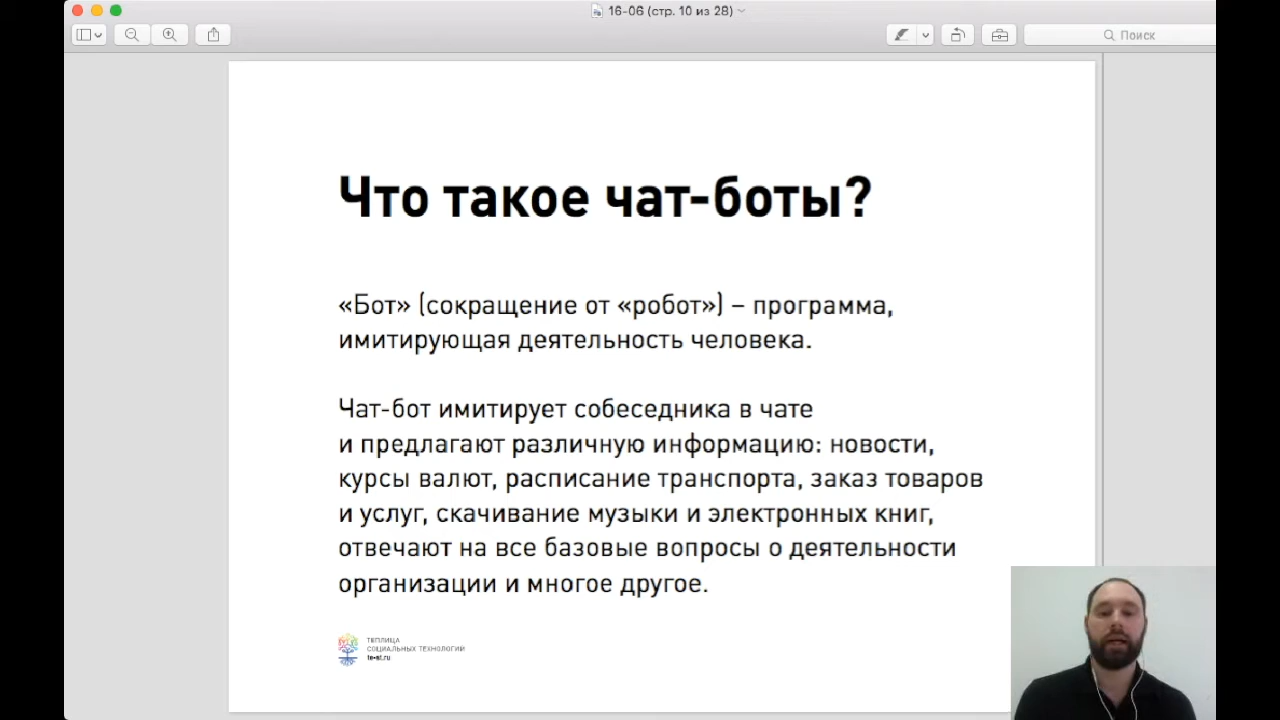 16-06 (стр. 10 из 28)
Поиск
Что такое чат-боты?
«Бот» (сокращение от «робот») – программа,
имитирующая деятельность человека.
Чат-бот имитирует собеседника в чате
и предлагают различную информацию: новости,
курсы валют, расписание транспорта, заказ товаров
и услуг, скачивание музыки и электронных книг,
отвечают на все базовые вопросы о деятельности
организации и многое другое.
ТЕПЛИЦА
СОЦИАЛЬНЫХ ТЕХНОЛОГИЙ
te-st.ru